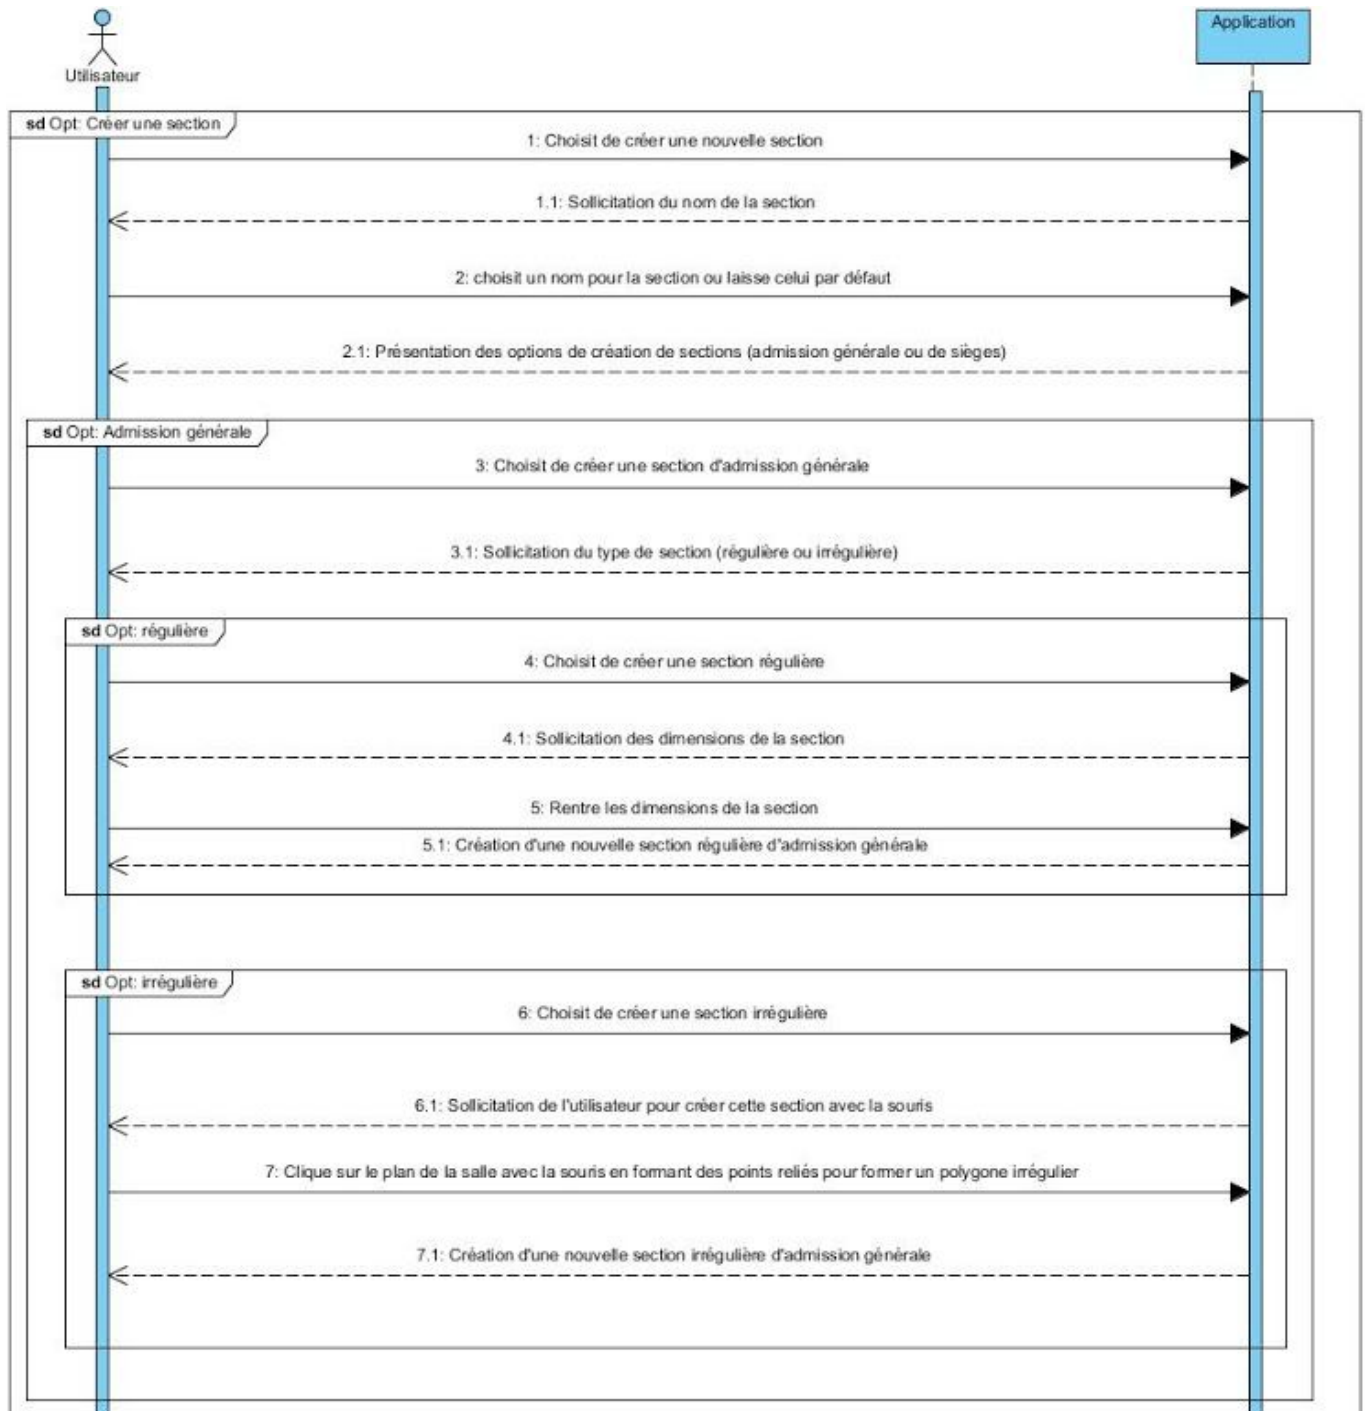 Application
Utilisateur
sd Opt: Créer une section
1: Choisit de créer une nouvelle section
1.1: Sollicitation du nom de la section
2: choisit un nom pour la section ou laisse celui par défaut
2.1: Présentation des options de création de sections (admission générale ou de sièges)
sd Opt: Admission générale
3: Choisit de créer une section d'admission générale
3.1: Sollicitation du type de section (régulière ou irrégulière)
sd Opt: régulière
4: Choisit de créer une section régulière
4.1: Sollicitation des dimensions de la section
5: Rentre les dimensions de la section
5.1: Création d'une nouvelle section régulière d'admission générale
sd Opt: irrégulière
6: Choisit de créer une section irrégulière
6.1: Sollicitation de l'utilisateur pour créer cette section avec la souris
7: Clique sur le plan de la salle avec la souris en formant des points reliés pour former un polygone irrégulier
7.1: Création d'une nouvelle section irrégulière d'admission générale